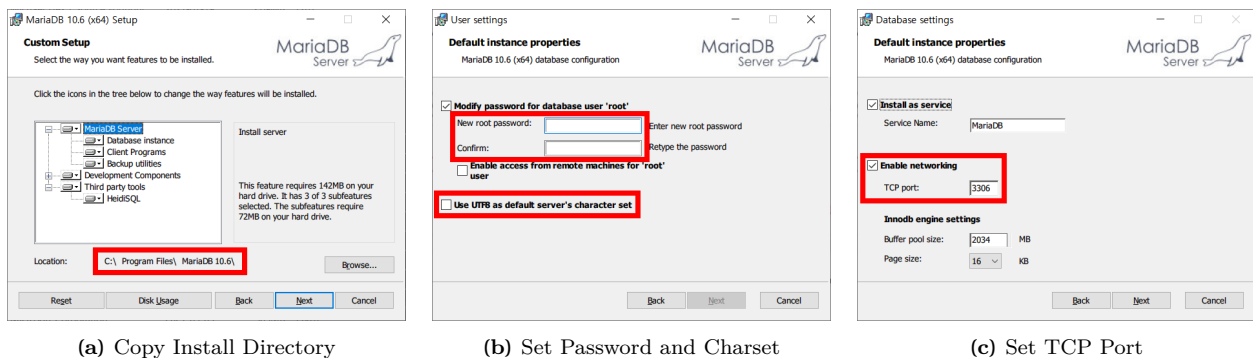 MariaDB 10.6 (x64) Setup
Custom Setup
Select the way you want features to be installed.
MariaDB
Server
Click the icons in the tree below to change the way features will be installed.
MariaDB Server
Database instance
Client Programs
Backup utilities
Development Components
Third party tools
HeidiSQL
Install server
This feature requires 142MB on your
hard drive. It has 3 of 3 subfeatures
selected. The subfeatures require
72MB on your hard drive.
Location:
C:\ Program Files\ MariaDB 10.6\
Browse...
Reset
Disk Usage
Back
Next
Cancel
(a) Copy Install Directory
User settings
Default instance properties
MariaDB 10.6 (x64) database configuration
MariaDB
Server
Modify password for database user 'root'
New root password:
Enter new root password
Confirm:
Retype the password
Enable access from remote machines for 'root'
user
Use UTF8 as default server's character set
Back
Next
Cancel
(b) Set Password and Charset
Database settings
Default instance properties
MariaDB 10.6 (x64) database configuration
MariaDB
Server
Install as service
Service Name:
MariaDB
Enable networking
TCP port:
3306
Innodb engine settings
Buffer pool size:
2034
MB
Page size:
16
KB
Back
Next
Cancel
(c) Set TCP Port